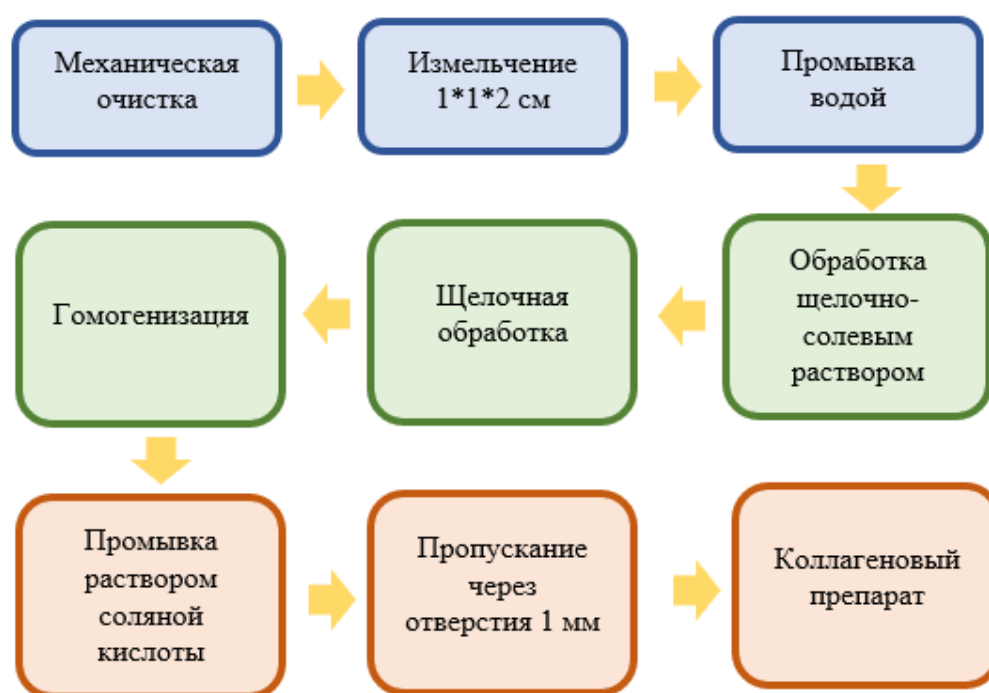 Механическая
очистка
Измельчение
1*1*2 см
Промывка
водой
Обработка
щелочно-
солевым
раствором
Щелочная
обработка
Гомогенизация
Промывка
раствором
соляной
кислоты
Пропускание
через
отверстия 1 мм
Коллагеновый
препарат